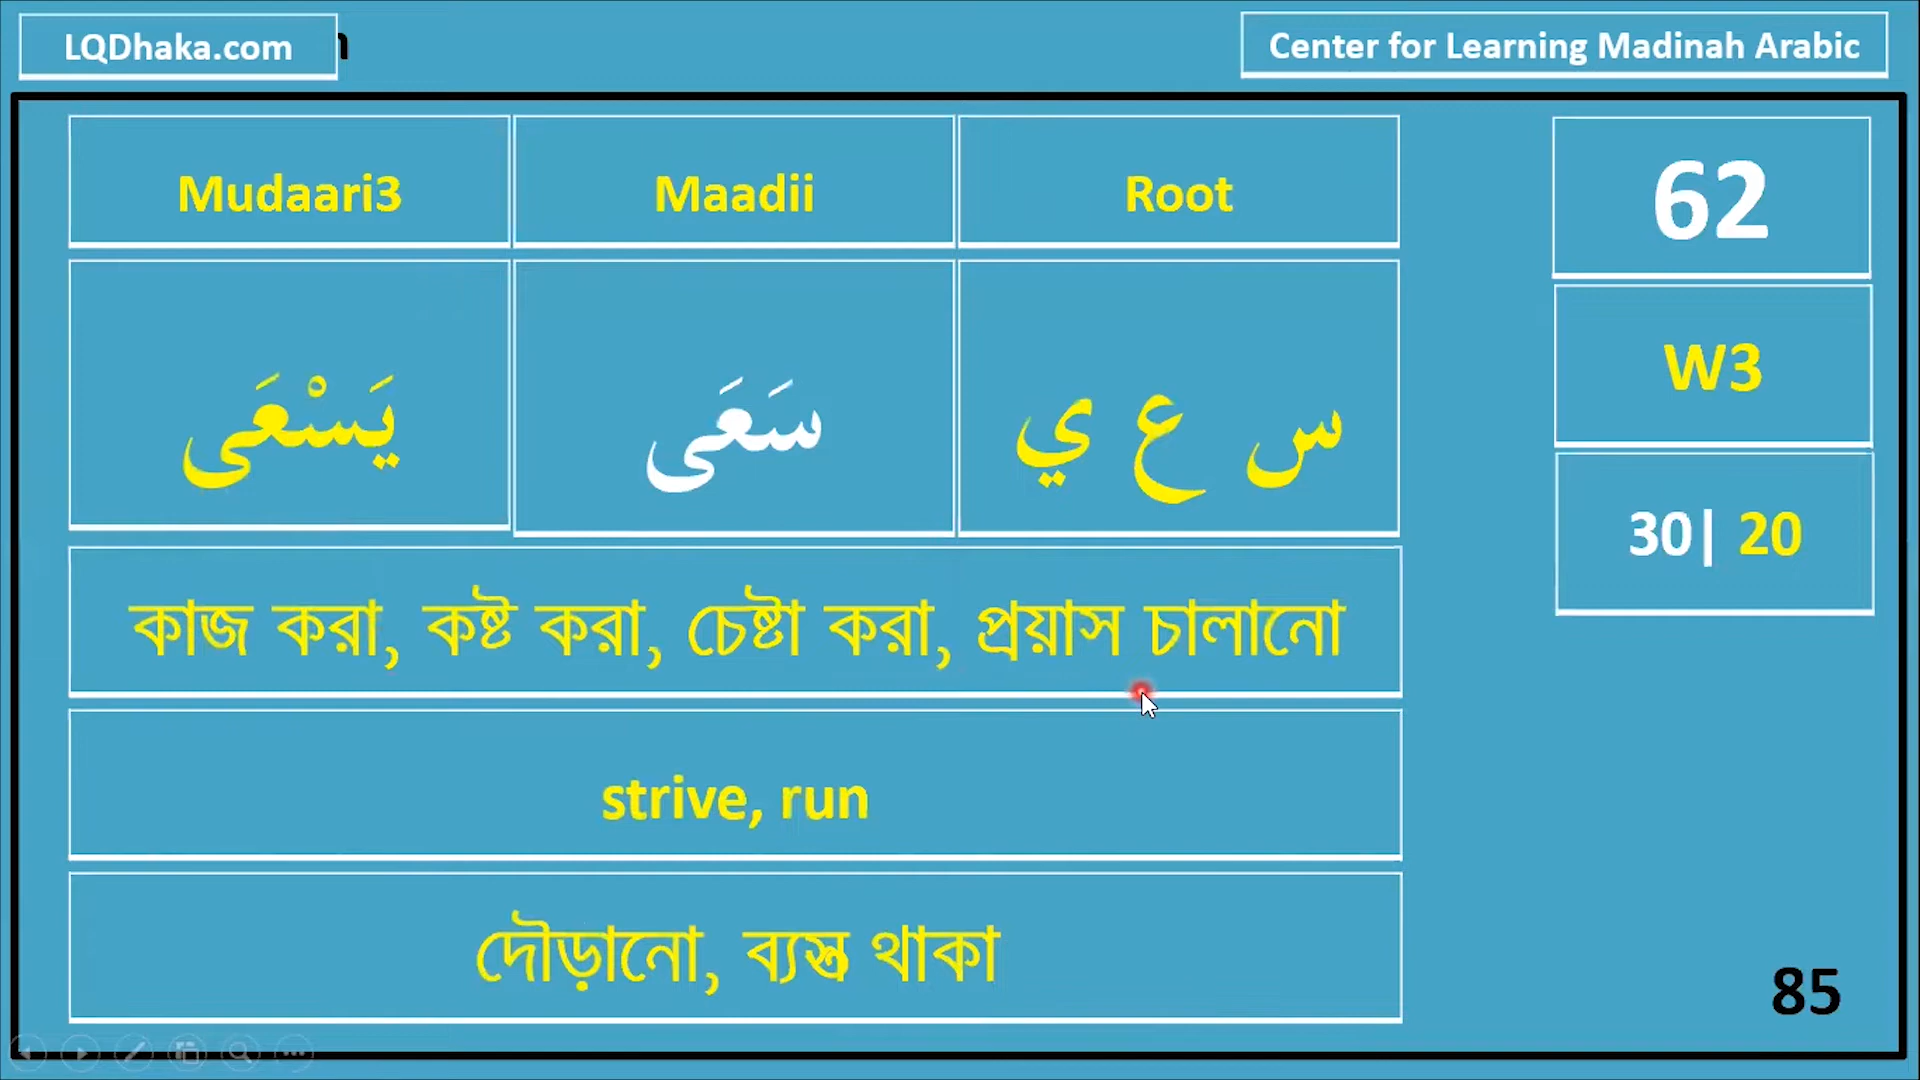 LQDhaka.com
Center for Learning Madinah Arabic
Mudaari3 Maadii Root
62
يَسْعَى سَعَى س ع ي
W3
30| 20
কাজ করা, কষ্ট করা, চেষ্টা করা, প্রয়াস চালানো
strive, run
দৌড়ানো, ব্যস্ত থাকা
85